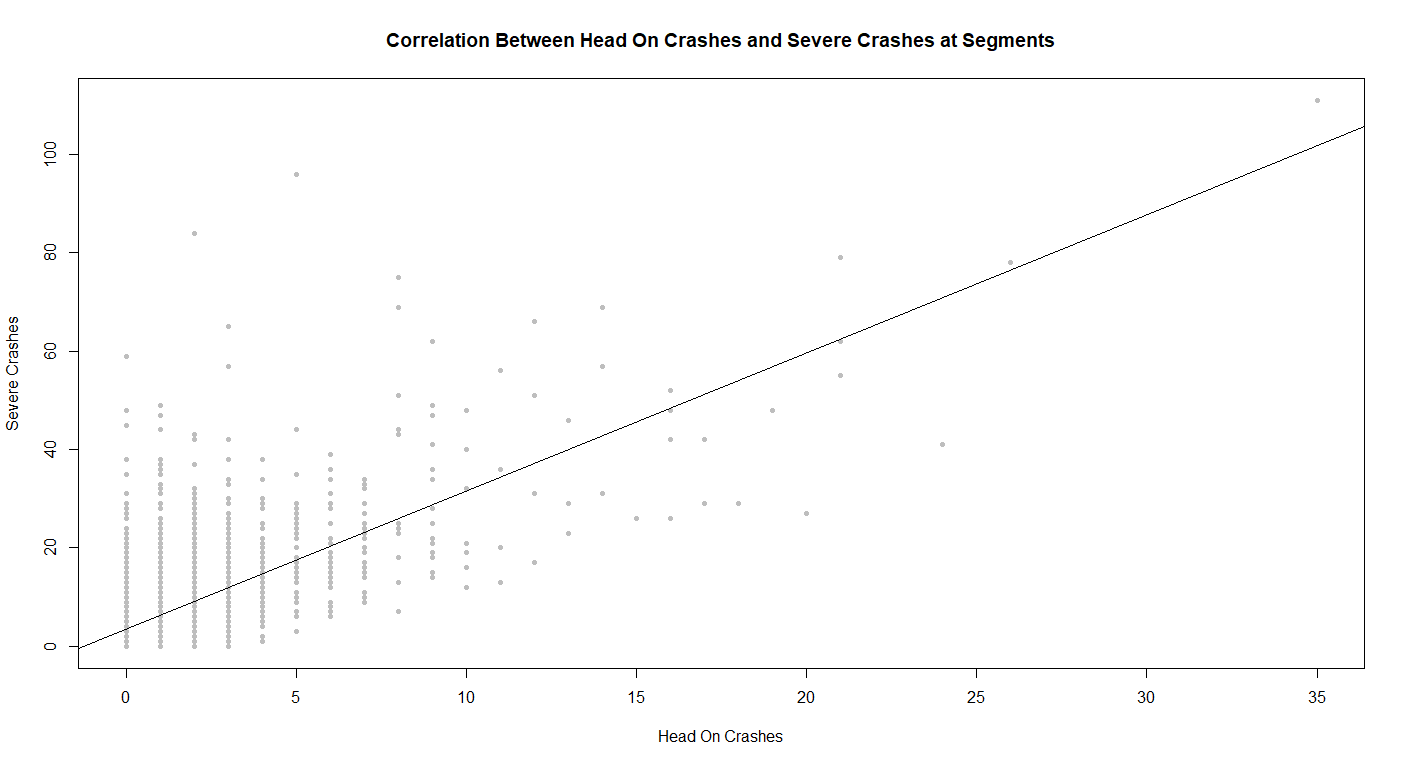 Correlation Between Head On Crashes and Severe Crashes at Segments
100
80
60
40
20
0
Severe Crashes
0 5 10 15 20 25 30 35
Head On Crashes